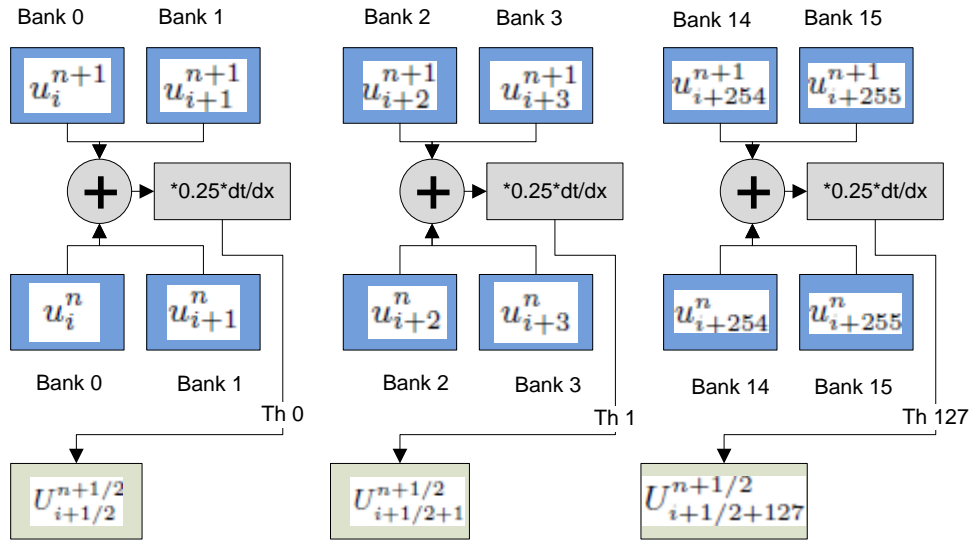 Bank 0 Bank 1 Bank 2 Bank 3 Bank 14 Bank 15
u_i^{n+1} u_{i+1}^{n+1} u_{i+2}^{n+1} u_{i+3}^{n+1} u_{i+254}^{n+1} u_{i+255}^{n+1}
+ *0.25*dt/dx + *0.25*dt/dx + *0.25*dt/dx
u_i^n u_{i+1}^n u_{i+2}^n u_{i+3}^n u_{i+254}^n u_{i+255}^n
Bank 0 Bank 1 Bank 2 Bank 3 Bank 14 Bank 15
Th 0 Th 1 Th 127
U_{i+1/2}^{n+1/2} U_{i+1/2+1}^{n+1/2} U_{i+1/2+127}^{n+1/2}